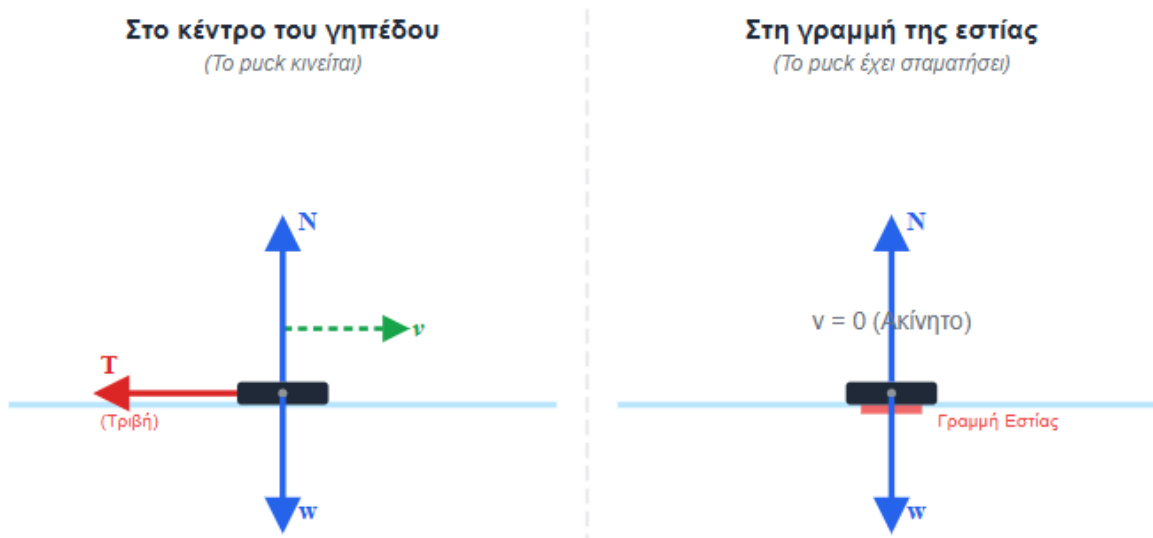 Στο κέντρο του γηπέδου
(Το puck κινείται)
N
v
T
(Τριβή)
w
Στη γραμμή της εστίας
(Το puck έχει σταματήσει)
N
v = 0 (Ακίνητο)
Γραμμή Εστίας
w